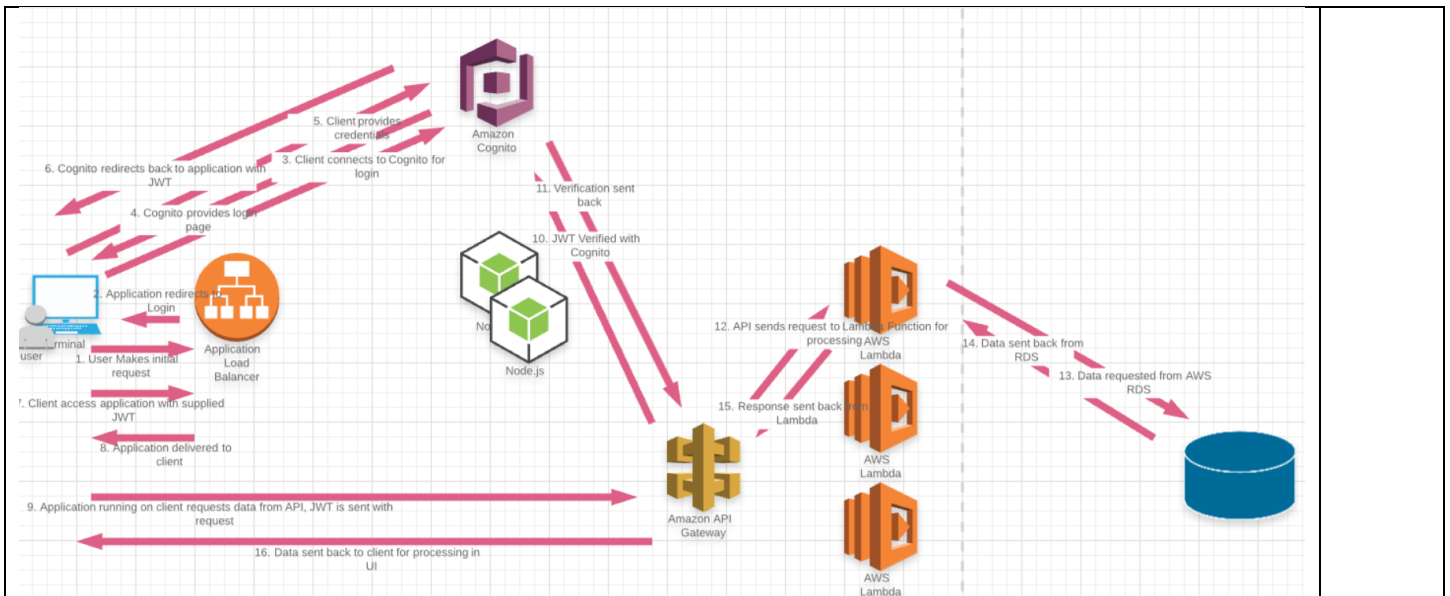 Amazon
Cognito
5. Client provides
credentials
3. Client connects to Cognito for
login
6. Cognito redirects back to application with
JWT
4. Cognito provides login
page
11. Verification sent
back
10. JWT Verified with
Cognito
2. Application redirects to
Login
rminal
user
1. User Makes initial
request
Application
Load
Balancer
No
Node.js
7. Client access application with supplied
JWT
8. Application delivered to
client
9. Application running on client requests data from API, JWT is sent with
request
16. Data sent back to client for processing in
UI
Amazon API
Gateway
12. API sends request to Lambda Function for
processing
AWS
Lambda
15. Response sent back from
Lambda
AWS
Lambda
AWS
Lambda
14. Data sent back from
RDS
13. Data requested from AWS
RDS